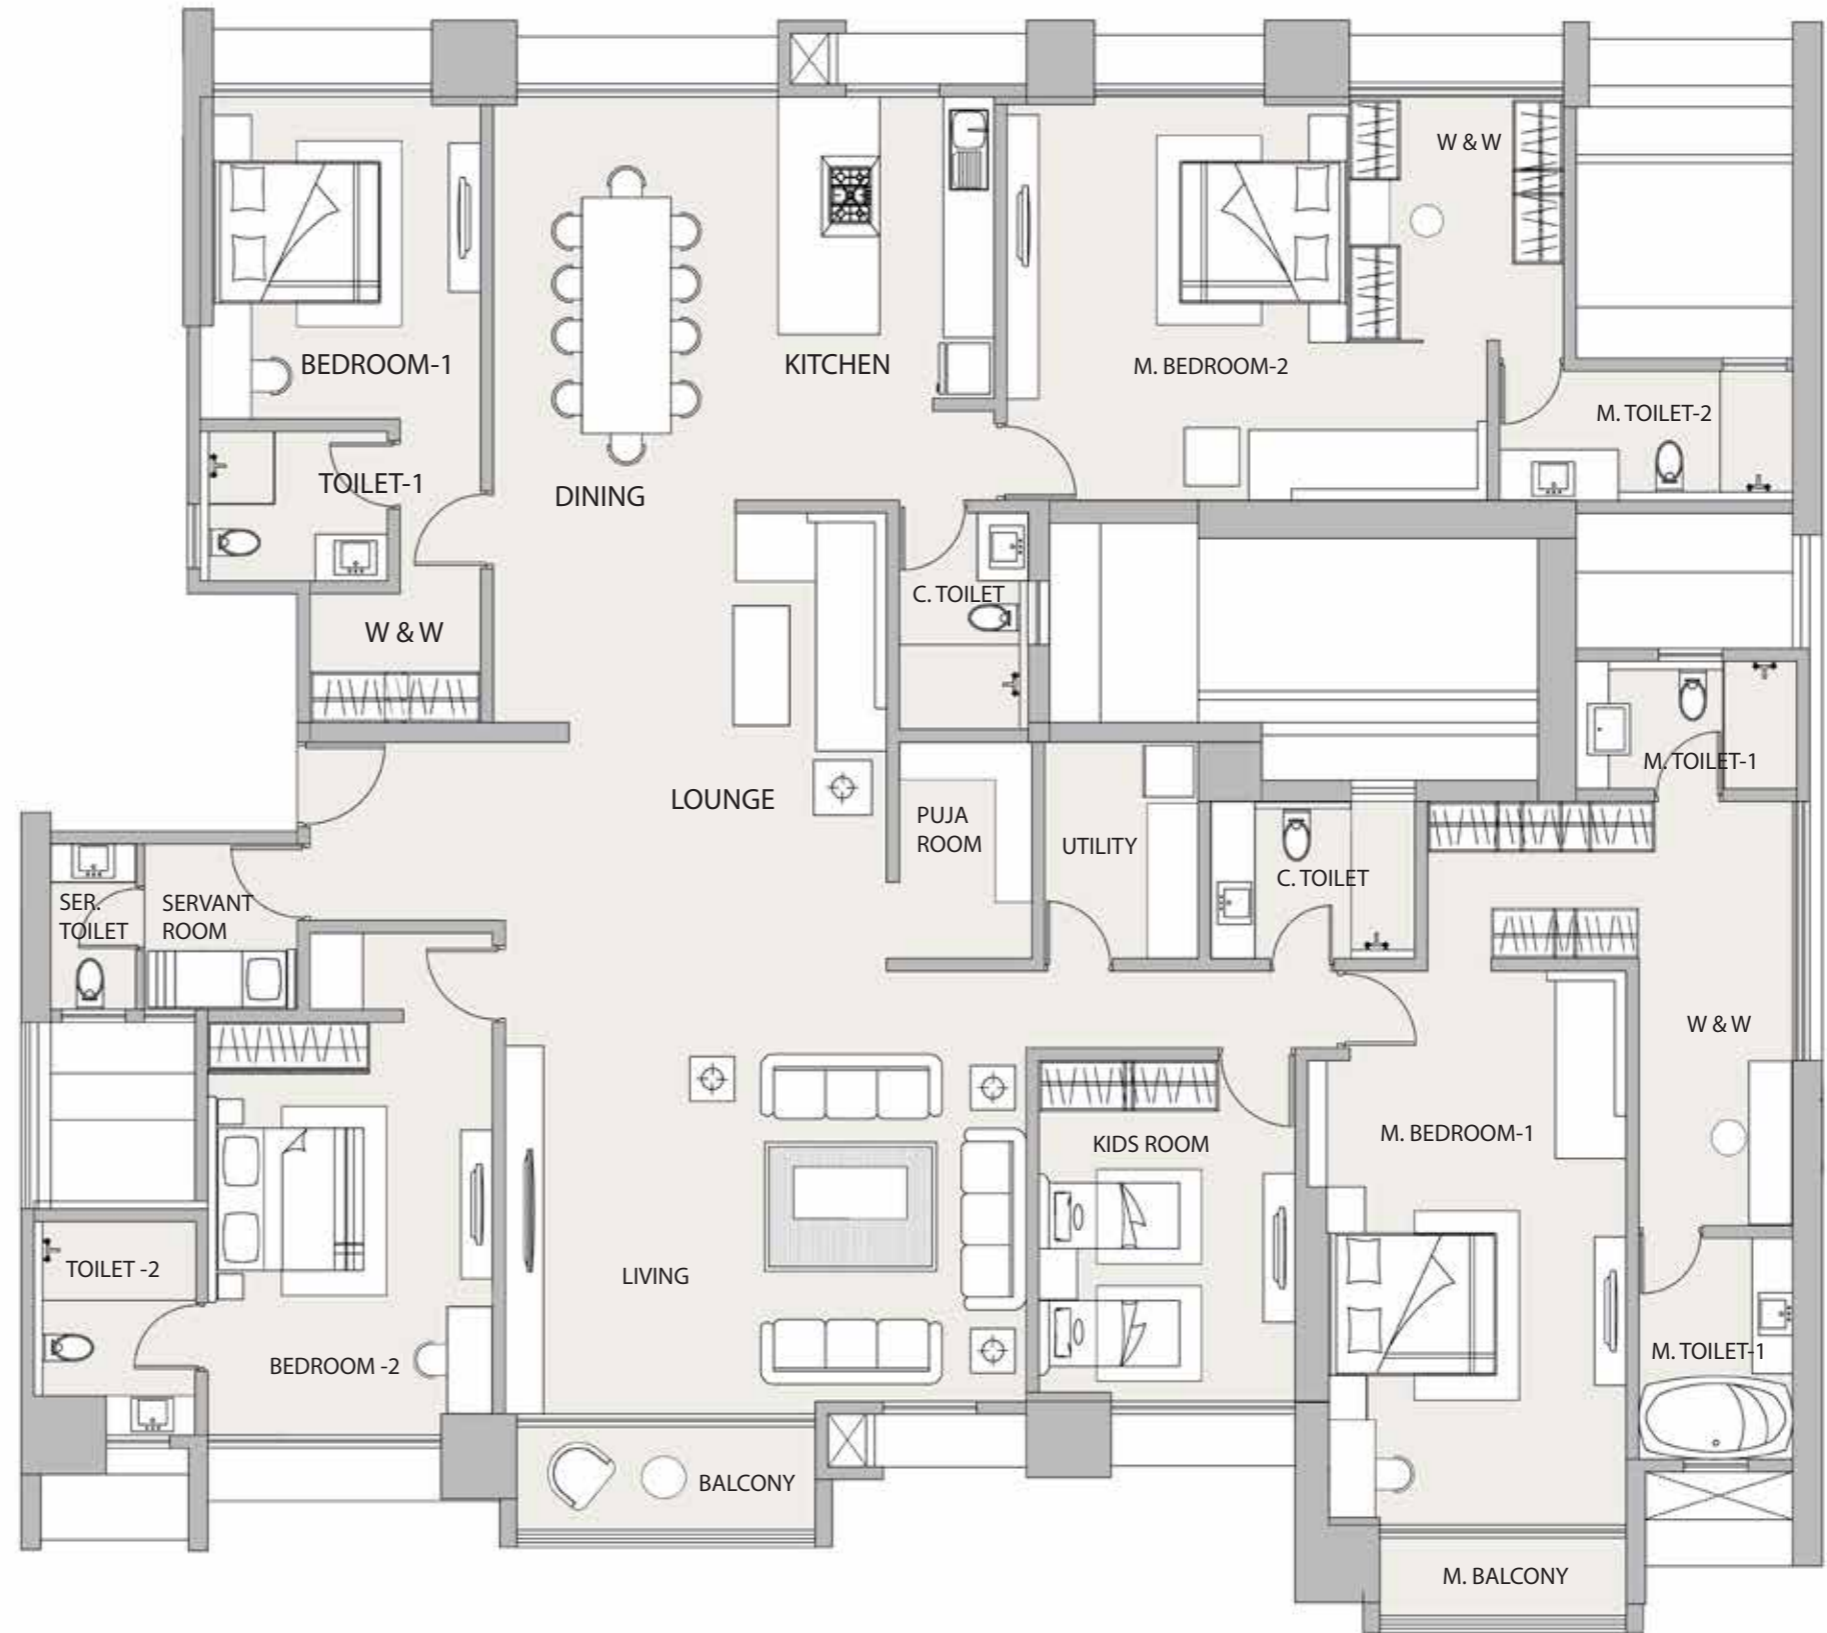 W & W
BEDROOM-1
KITCHEN
M. BEDROOM-2
M. TOILET-2
TOILET-1
DINING
C. TOILET
W & W
M. TOILET-1
LOUNGE
PUJA
ROOM
UTILITY
C. TOILET
SER.
TOILET
SERVANT
ROOM
W & W
M. BEDROOM-1
KIDS ROOM
TOILET -2
LIVING
M. TOILET-1
BEDROOM -2
BALCONY
M. BALCONY